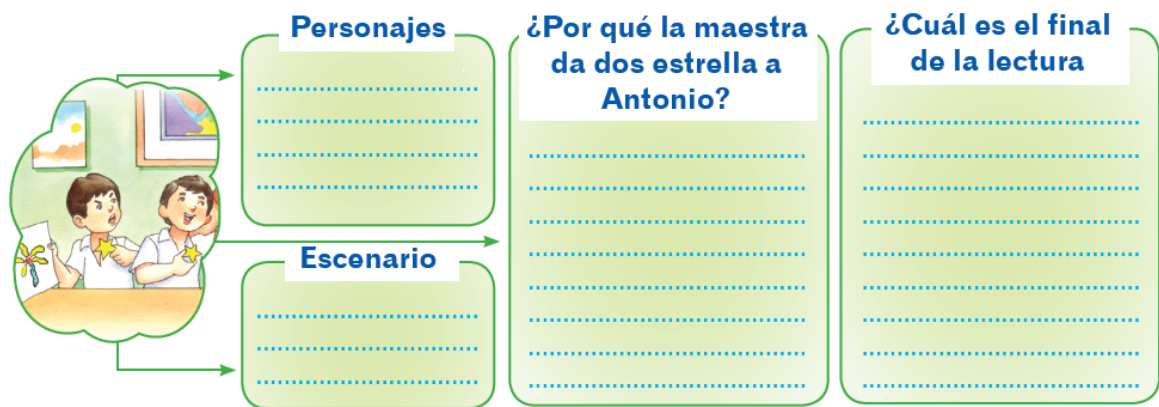 Personajes
Escenario
¿Por qué la maestra
da dos estrella a
Antonio?
¿Cuál es el final
de la lectura